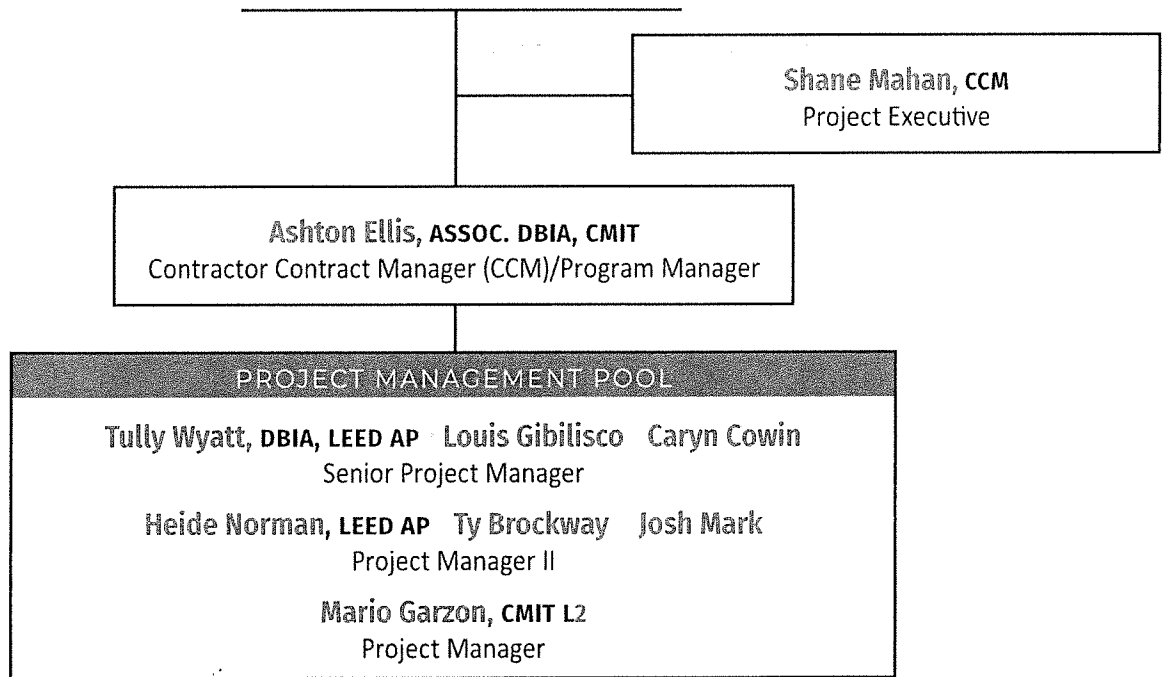 Shane Mahan, CCM
Project Executive
Ashton Ellis, ASSOC. DBIA, CMIT
Contractor Contract Manager (CCM)/Program Manager
PROJECT MANAGEMENT POOL
Tully Wyatt, DBIA, LEED AP Louis Gibilisco Caryn Cowin
Senior Project Manager
Heide Norman, LEED AP Ty Brockway Josh Mark
Project Manager II
Mario Garzon, CMIT L2
Project Manager